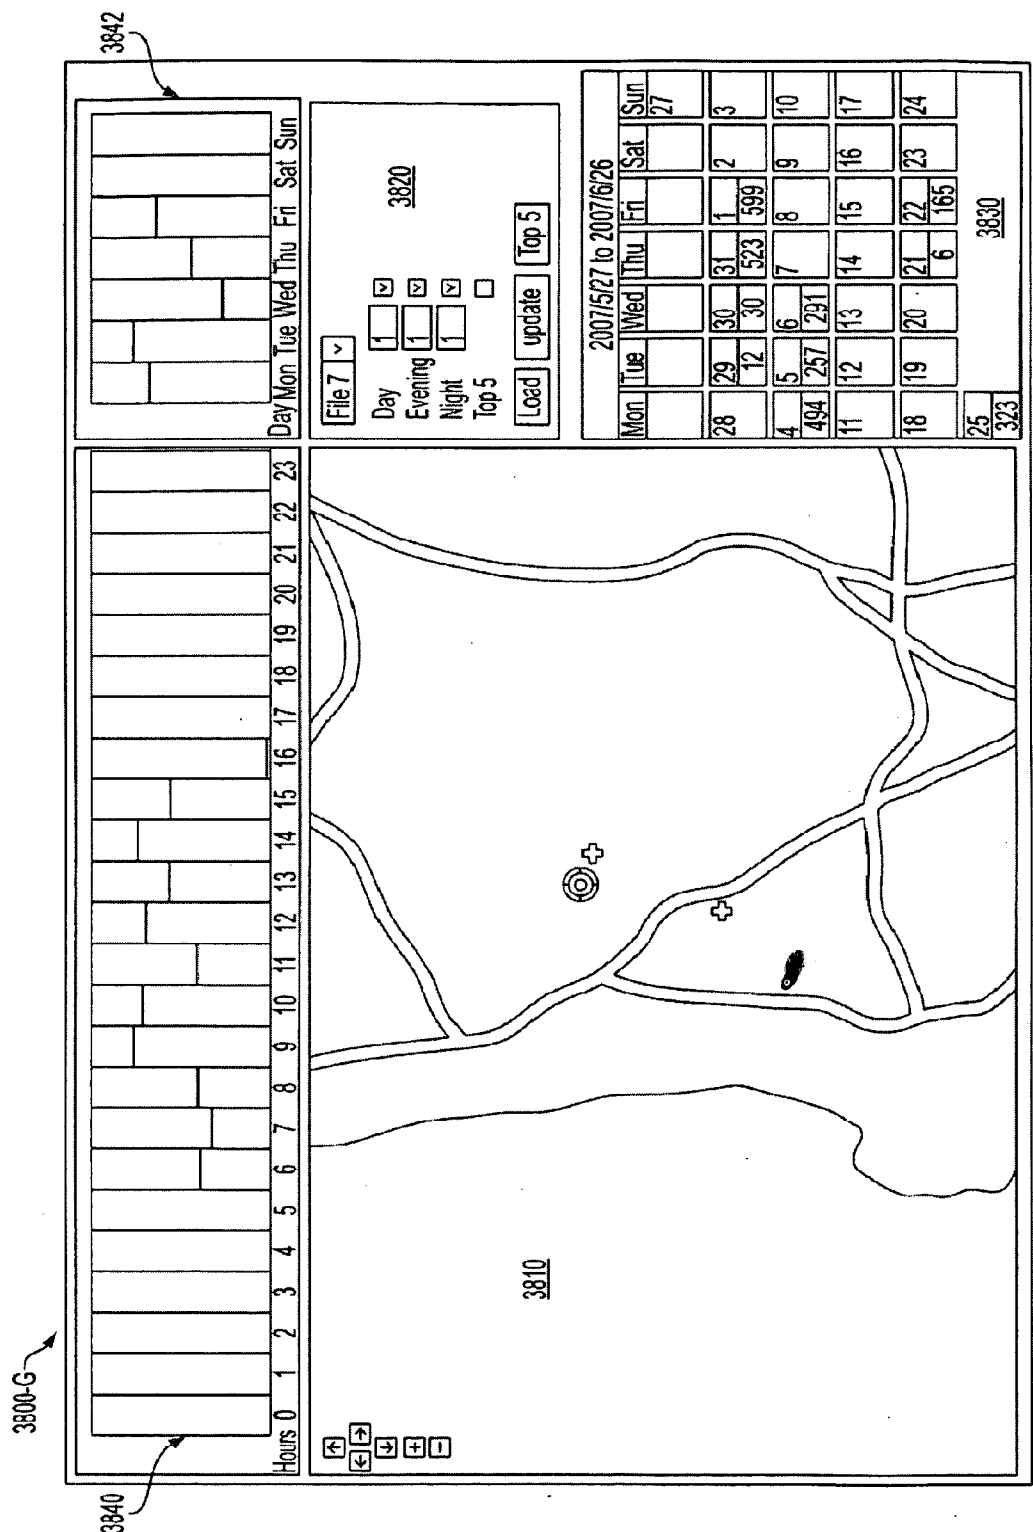 3800-G
3840
3842
Hours 0 1 2 3 4 5 6 7 8 9 10 11 12 13 14 15 16 17 18 19 20 21 22 23
Day Mon Tue Wed Thu Fri Sat Sun
3810
File 7 v
Day 1 v
Evening 1 v
Night 1 v
Top 5
Load update Top 5
3820
2007/5/27 to 2007/6/26
Mon Tue Wed Thu Fri Sat Sun
27
28 29 30 31 1 2 3
12 30 523 599
4 5 6 7 8 9 10
494 257 291
11 12 13 14 15 16 17
18 19 20 21 22 23 24
6 165
25
323
3830